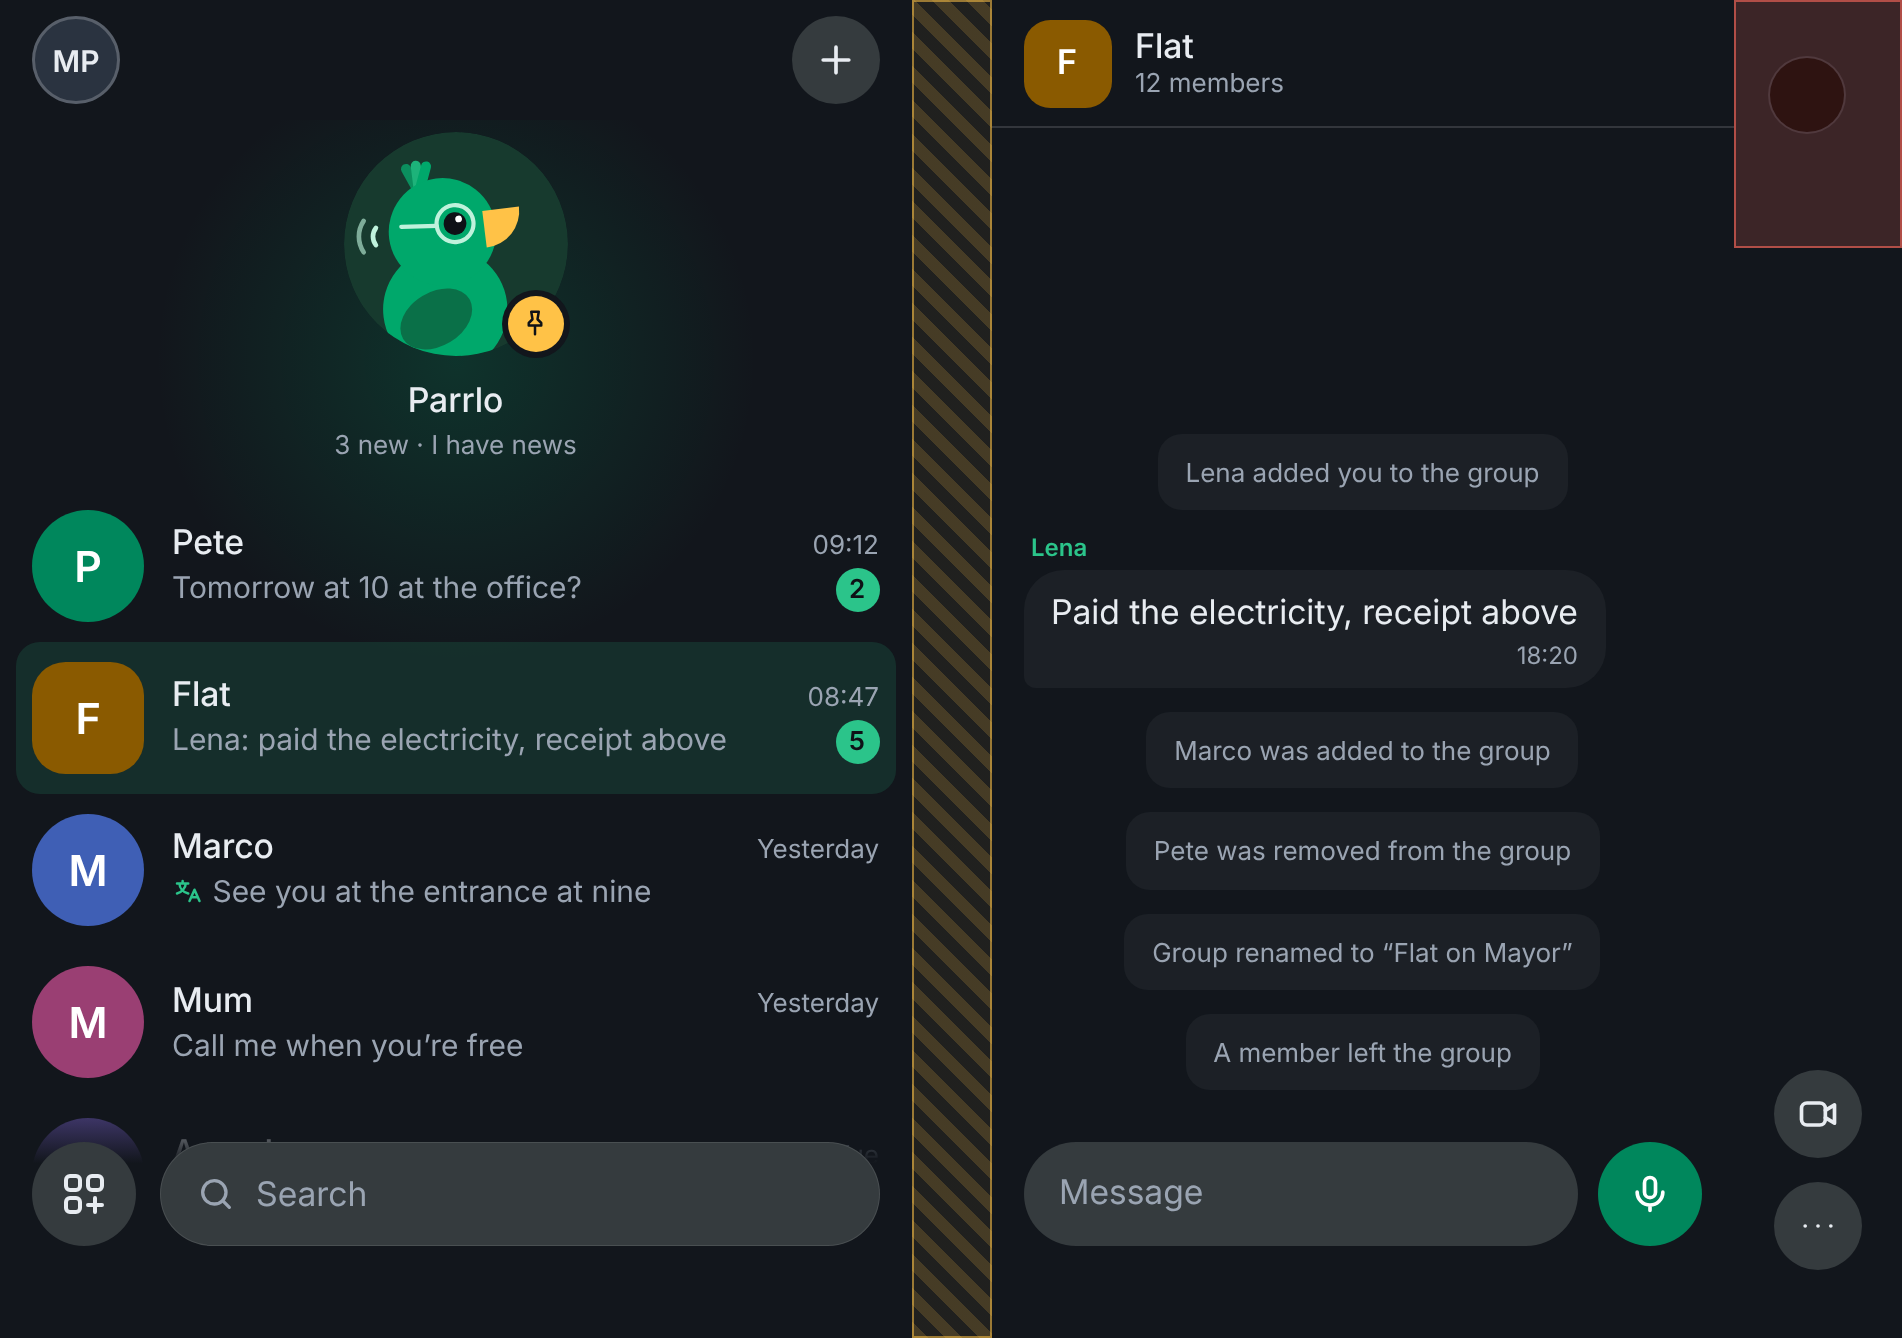 MP
Parrlo
3 new · I have news
P
Pete
09:12
Tomorrow at 10 at the office?
2
F
Flat
08:47
Lena: paid the electricity, receipt above
5
M
Marco
Yesterday
See you at the entrance at nine
M
Mum
Yesterday
Call me when you’re free
Search
F
Flat
12 members
Lena added you to the group
Lena
Paid the electricity, receipt above
18:20
Marco was added to the group
Pete was removed from the group
Group renamed to “Flat on Mayor”
A member left the group
Message